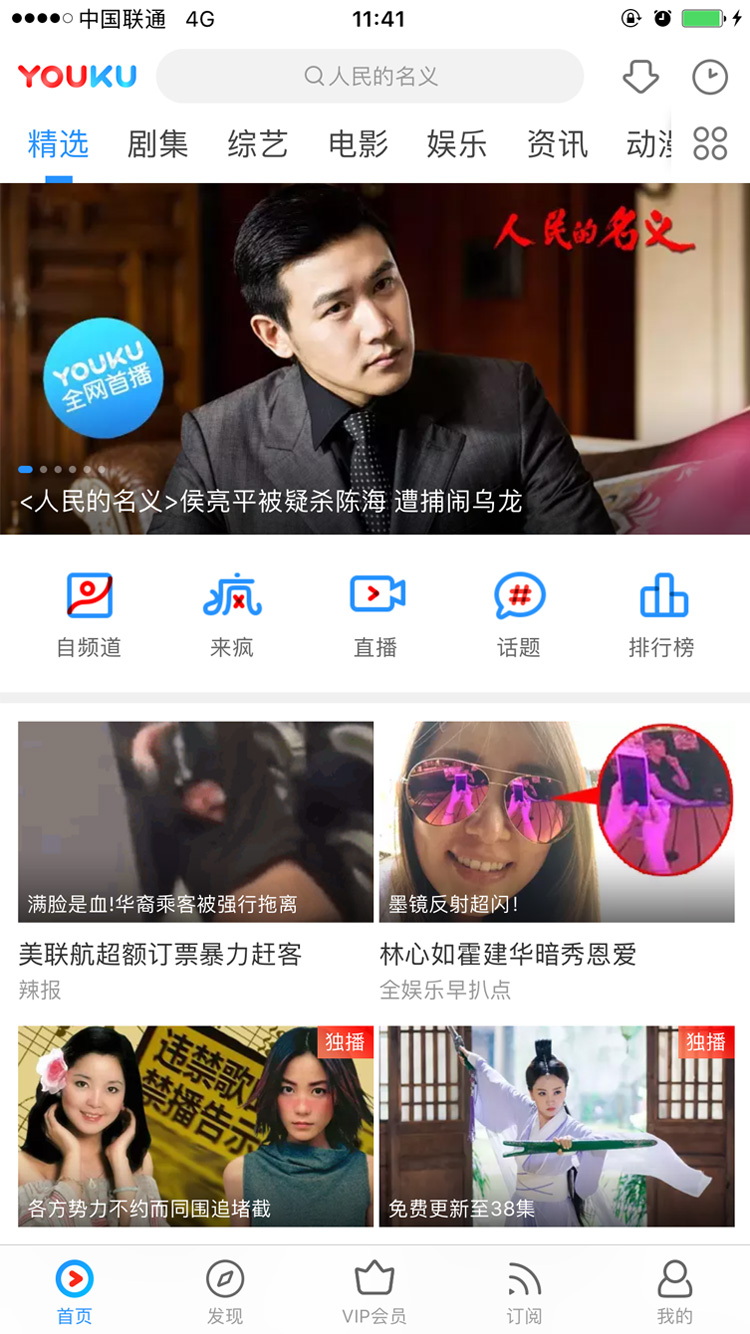 中国联通 4G 11:41
YOUKU 人民的名义
精选 剧集 综艺 电影 娱乐 资讯 动漫
人民的名义
YOUKU
全网首播
<人民的名义>侯亮平被疑杀陈海 遭捕闹乌龙
自频道 来疯 直播 话题 排行榜
满脸是血!华裔乘客被强行拖离
美联航超额订票暴力赶客
辣报
墨镜反射超闪!
林心如霍建华暗秀恩爱
全娱乐早扒点
违禁歌
禁播告示
独播
各方势力不约而同围追堵截
独播
免费更新至38集
首页 发现 VIP会员 订阅 我的